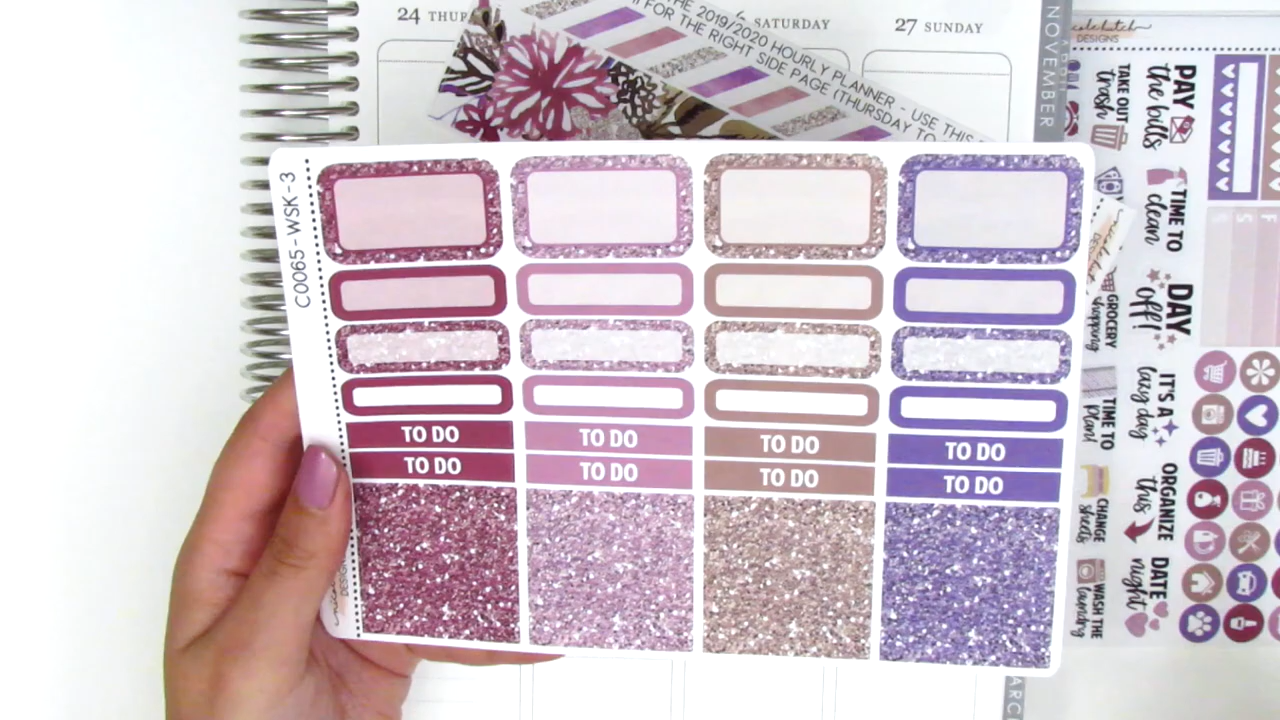 24 THUR
SATURDAY
27 SUNDAY
THE 2019/2020 HOURLY PLANNER - USE THIS
FOR THE RIGHT SIDE PAGE (THURSDAY TO
NOVEMBER
DESIGNS
C0065-WSK-3
TO DO
TO DO
TO DO
TO DO
TO DO
TO DO
TO DO
TO DO
TAKE OUT
trash
PAY
the bills
TIME TO
clean
GROCERY
shopping
DAY
off!
TIME TO
plan!
IT'S A
lazy day
CHANGE
sheets
ORGANIZE
this
WASH THE
laundry
DATE
night
S
S
F